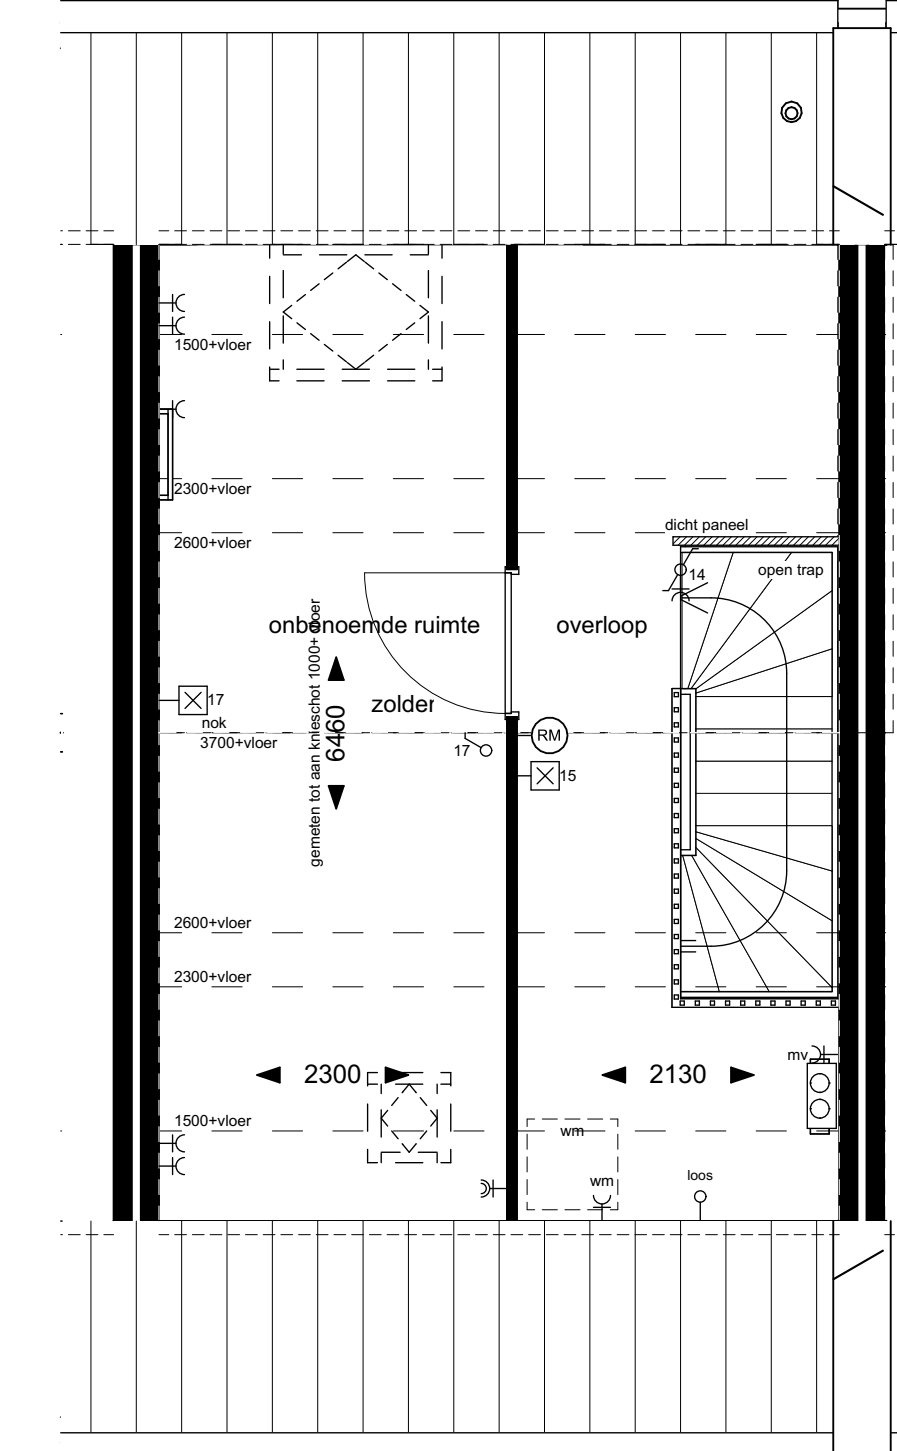 1500+vloer
2300+vloer
2600+vloer
dicht paneel
open trap
14
onbenoemde ruimte
overloop
zolder
gemeten tot aan knieschot 1000+vloer
6460
17
nok
3700+vloer
17
RM
15
2600+vloer
2300+vloer
2300
2130
mv
1500+vloer
wm
wm
loos